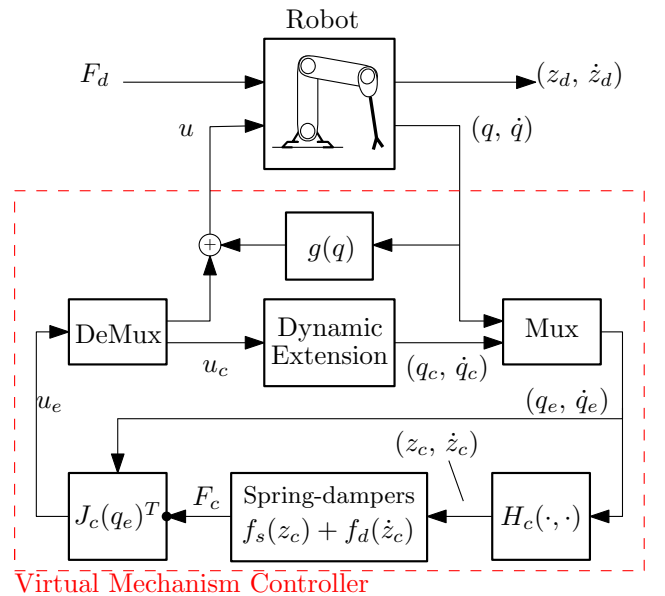 Robot
F_d
(z_d, ż_d)
u
(q, q̇)
+
g(q)
DeMux
Dynamic
Extension
Mux
u_c
(q_c, q̇_c)
u_e
(q_e, q̇_e)
(z_c, ż_c)
J_c(q_e)^T
F_c
Spring-dampers
f_s(z_c) + f_d(ż_c)
H_c(·,·)
Virtual Mechanism Controller